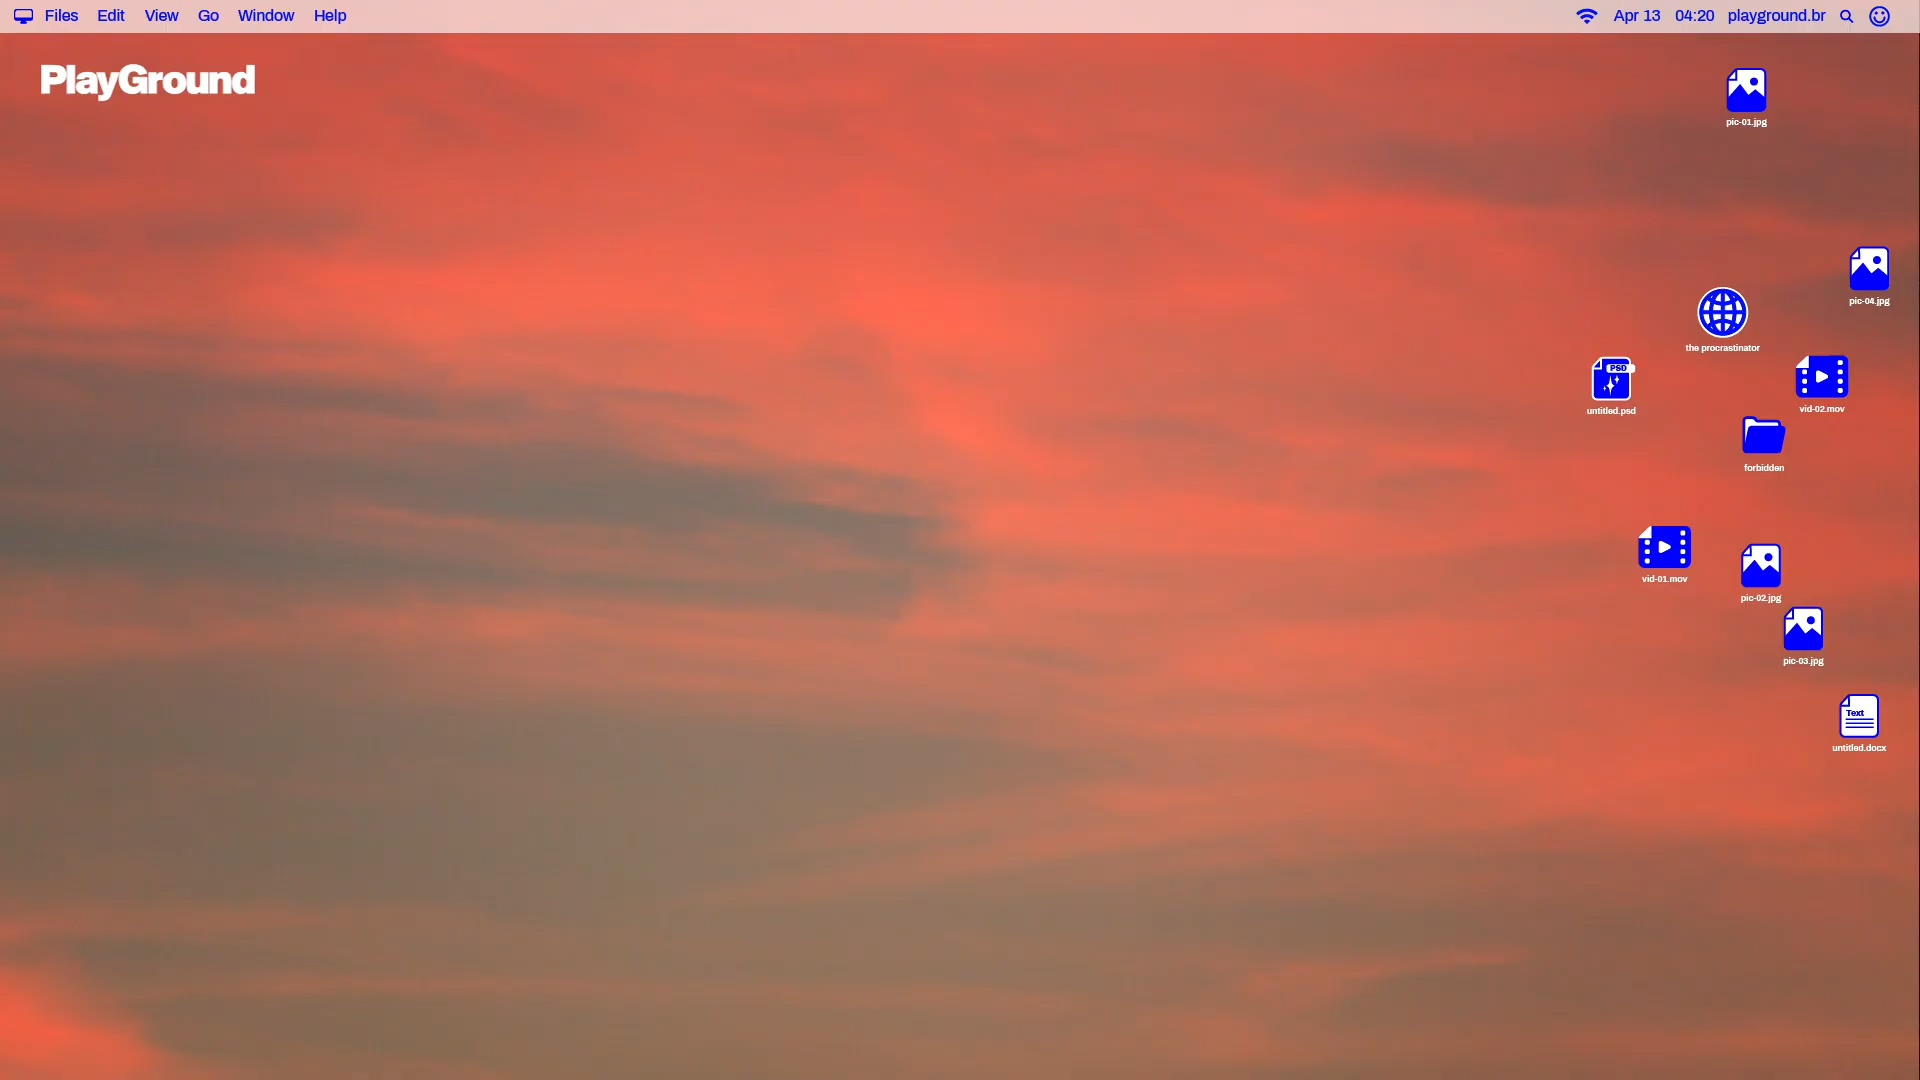 Files Edit View Go Window Help Apr 13 04:20 playground.br
PlayGround
pic-01.jpg
pic-04.jpg
the procrastinator
PSD
untitled.psd
vid-02.mov
forbidden
vid-01.mov
pic-02.jpg
pic-03.jpg
Text
untitled.docx